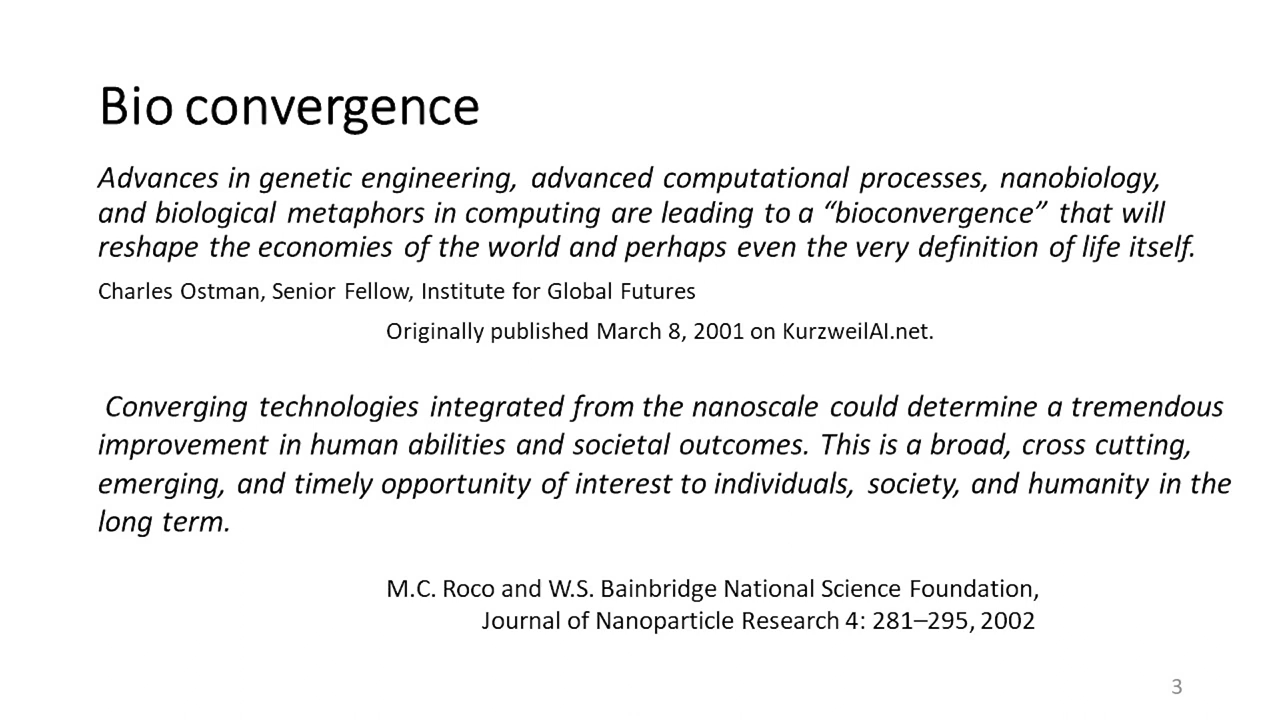 Bio convergence
Advances in genetic engineering, advanced computational processes, nanobiology,
and biological metaphors in computing are leading to a “bioconvergence” that will
reshape the economies of the world and perhaps even the very definition of life itself.
Charles Ostman, Senior Fellow, Institute for Global Futures
Originally published March 8, 2001 on KurzweilAI.net.
Converging technologies integrated from the nanoscale could determine a tremendous
improvement in human abilities and societal outcomes. This is a broad, cross cutting,
emerging, and timely opportunity of interest to individuals, society, and humanity in the
long term.
M.C. Roco and W.S. Bainbridge National Science Foundation,
Journal of Nanoparticle Research 4: 281–295, 2002
3